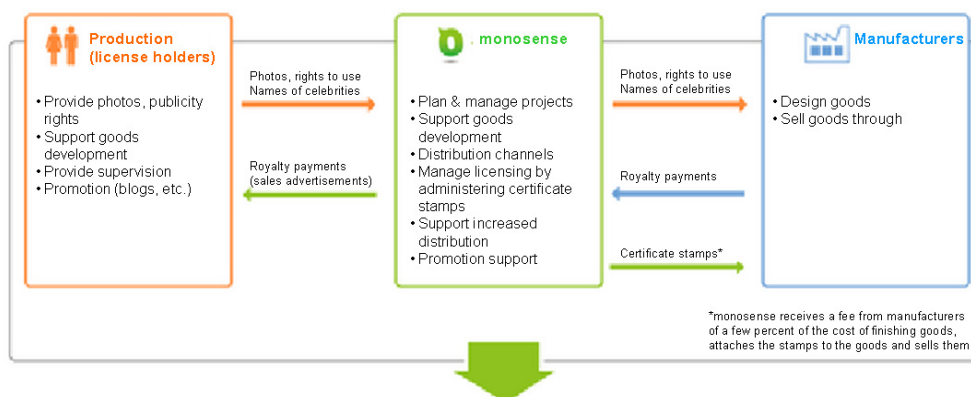 Production
(license holders)
• Provide photos, publicity
rights
• Support goods
development
• Provide supervision
• Promotion (blogs, etc.)
Photos, rights to use
Names of celebrities
Royalty payments
(sales advertisements)
monosense
• Plan & manage projects
• Support goods
development
• Distribution channels
• Manage licensing by
administering certificate
stamps
• Support increased
distribution
• Promotion support
Photos, rights to use
Names of celebrities
Royalty payments
Certificate stamps*
Manufacturers
• Design goods
• Sell goods through
*monosense receives a fee from manufacturers
of a few percent of the cost of finishing goods,
attaches the stamps to the goods and sells them